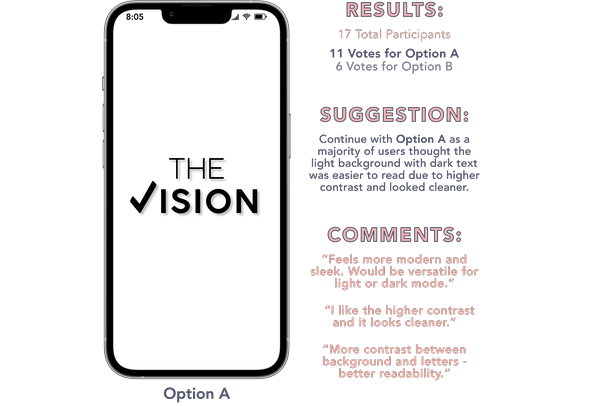 8:05
THE
✓ISION
Option A
RESULTS:
17 Total Participants
11 Votes for Option A
6 Votes for Option B
SUGGESTION:
Continue with Option A as a
majority of users thought the
light background with dark text
was easier to read due to higher
contrast and looked cleaner.
COMMENTS:
“Feels more modern and
sleek. Would be versatile for
light or dark mode.”
“I like the higher contrast
and it looks cleaner.“
“More contrast between
background and letters -
better readability.”